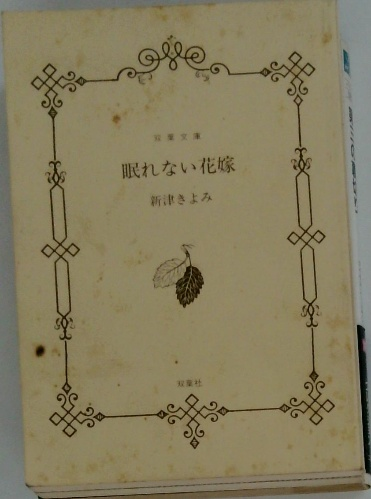 双葉文庫
眠れない花嫁
新津きよみ
双葉社